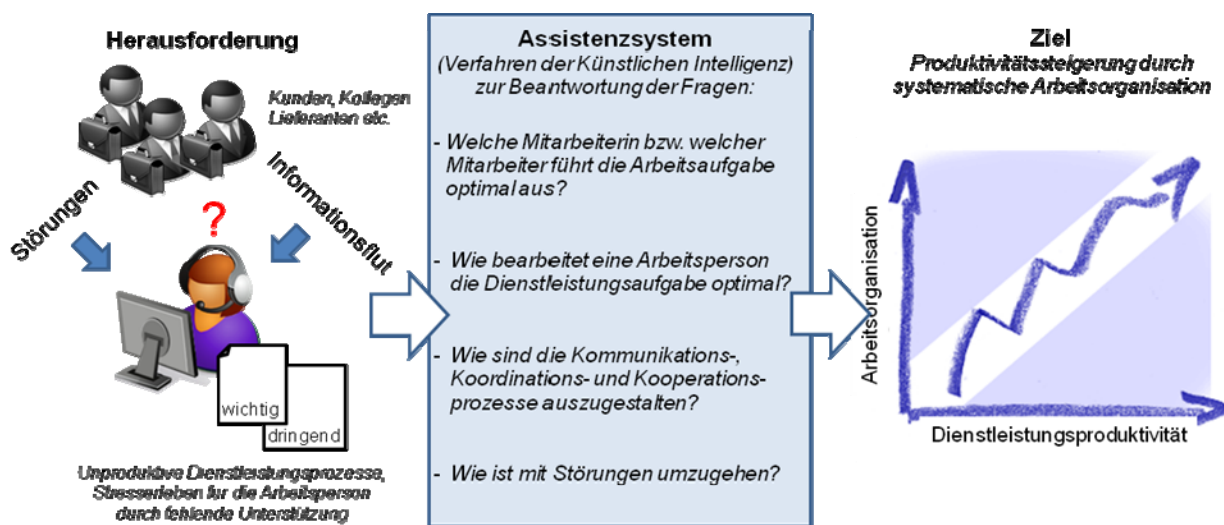 Herausforderung
Kunden, Kollegen
Lieferanten etc.
Störungen
Informationsflut
?
wichtig
dringend
Unproduktive Dienstleistungsprozesse,
Stresserleben für die Arbeitsperson
durch fehlende Unterstützung
Assistenzsystem
(Verfahren der Künstlichen Intelligenz)
zur Beantwortung der Fragen:
- Welche Mitarbeiterin bzw. welcher
Mitarbeiter führt die Arbeitsaufgabe
optimal aus?
- Wie bearbeitet eine Arbeitsperson
die Dienstleistungsaufgabe optimal?
- Wie sind die Kommunikations-,
Koordinations- und Kooperations-
prozesse auszugestalten?
- Wie ist mit Störungen umzugehen?
Ziel
Produktivitätssteigerung durch
systematische Arbeitsorganisation
Arbeitsorganisation
Dienstleistungsproduktivität